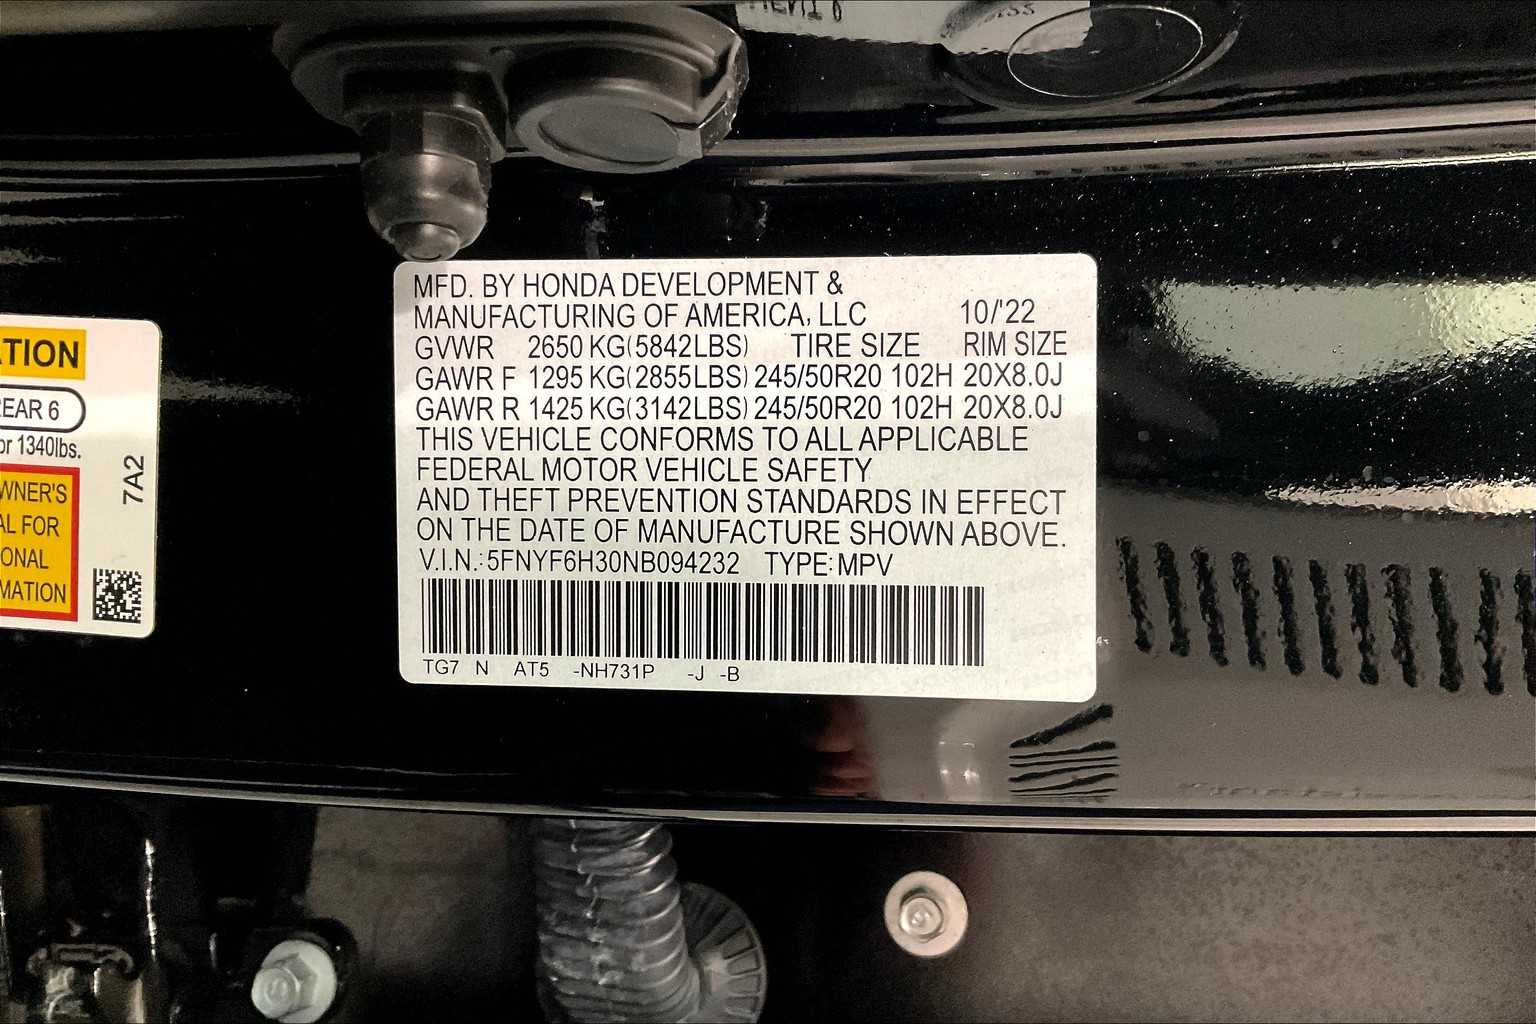 MFD. BY HONDA DEVELOPMENT &
MANUFACTURING OF AMERICA, LLC 10/'22
GVWR 2650 KG(5842LBS) TIRE SIZE RIM SIZE
GAWR F 1295 KG(2855LBS) 245/50R20 102H 20X8.0J
GAWR R 1425 KG(3142LBS) 245/50R20 102H 20X8.0J
THIS VEHICLE CONFORMS TO ALL APPLICABLE
FEDERAL MOTOR VEHICLE SAFETY
AND THEFT PREVENTION STANDARDS IN EFFECT
ON THE DATE OF MANUFACTURE SHOWN ABOVE.
V.I.N.:5FNYF6H30NB094232 TYPE:MPV
TG7 N AT5 -NH731P -J -B
TION
EAR 6
or 1340lbs.
WNER'S
AL FOR
ONAL
MATION
7A2